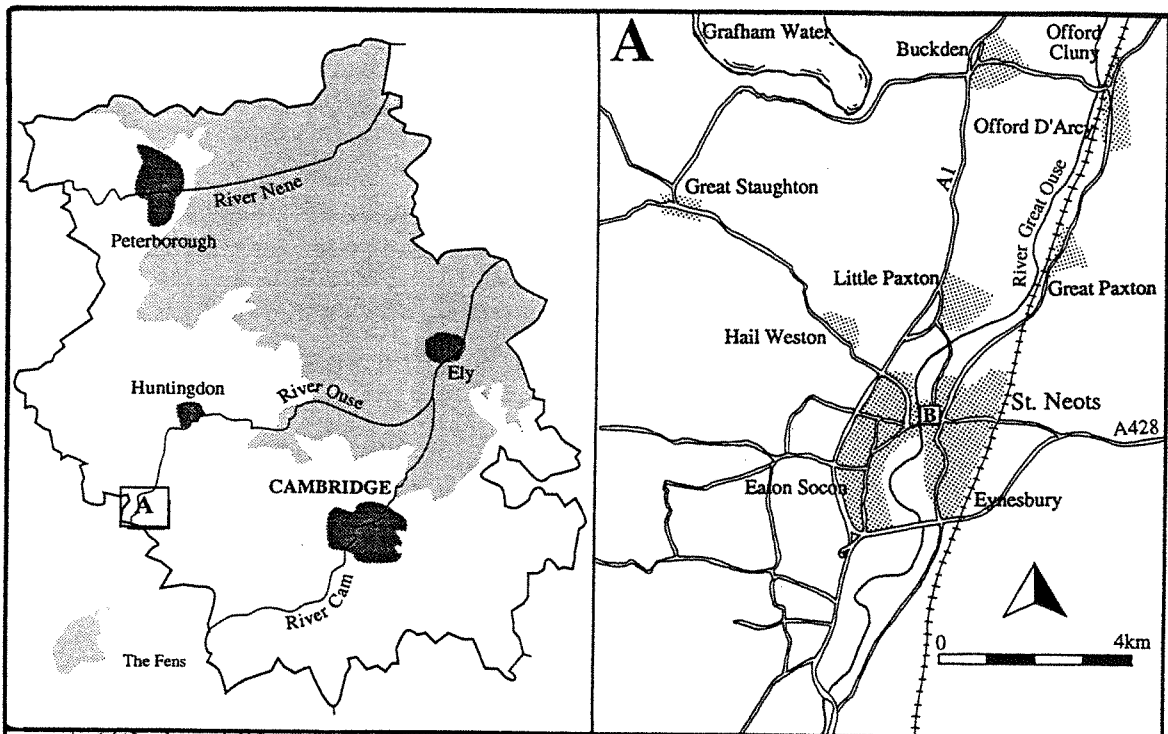 River Nene
Peterborough
Huntingdon
River Ouse
Ely
A
CAMBRIDGE
River Cam
The Fens
A
Grafham Water
Buckden
Offord
Cluny
Offord D'Arcy
A1
Great Staughton
River Great Ouse
Little Paxton
Great Paxton
Hail Weston
B
St. Neots
A428
Eaton Socon
Eynesbury
0
4km